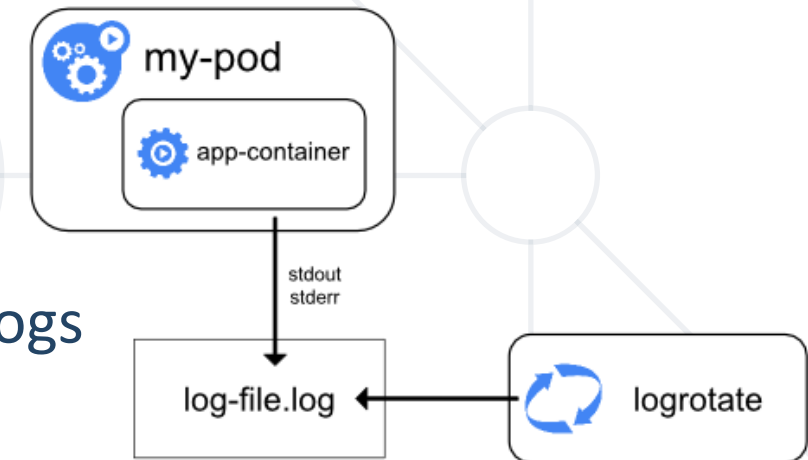 my-pod
app-container
stdout
stderr
ogs
log-file.log
logrotate